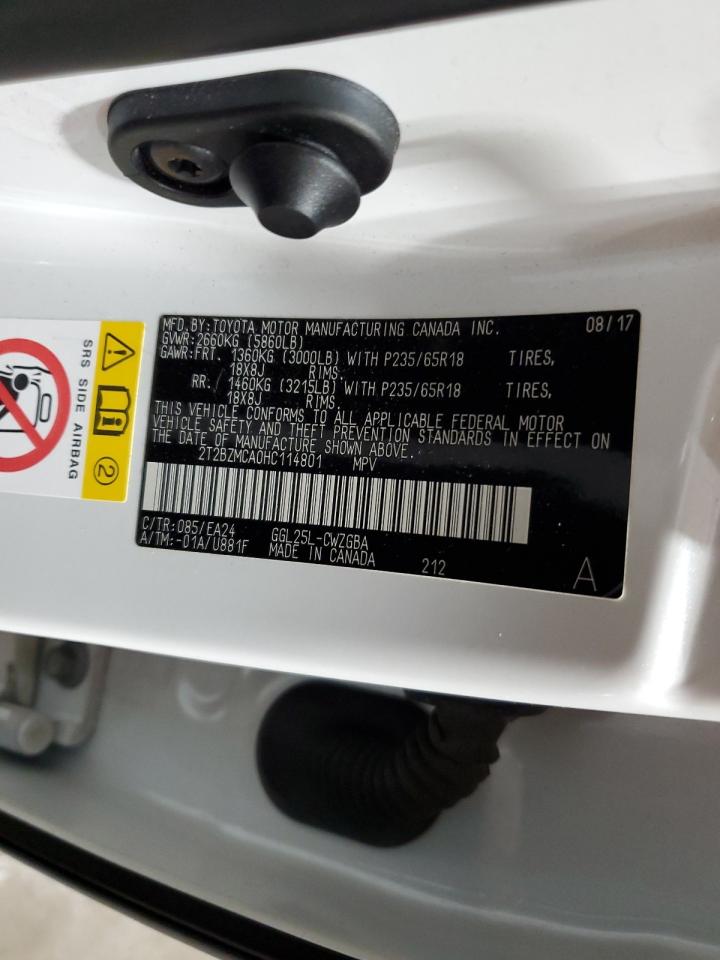 MFD. BY: TOYOTA MOTOR MANUFACTURING CANADA INC. 08/17
GVWR: 2660KG (5860LB)
GAWR: FRT. 1360KG (3000LB) WITH P235/65R18 TIRES,
18X8J RIMS,
RR: 1460KG (3215LB) WITH P235/65R18 TIRES,
18X8J RIMS.
THIS VEHICLE CONFORMS TO ALL APPLICABLE FEDERAL MOTOR
VEHICLE SAFETY AND THEFT PREVENTION STANDARDS IN EFFECT ON
THE DATE OF MANUFACTURE SHOWN ABOVE.
2T2BZMCA0HC114801 MPV
C/TR: 085/EA24 GGL25L-CWZGBA
A/TM: -01A/U881F MADE IN CANADA 212 A
SRS SIDE AIRBAG
2